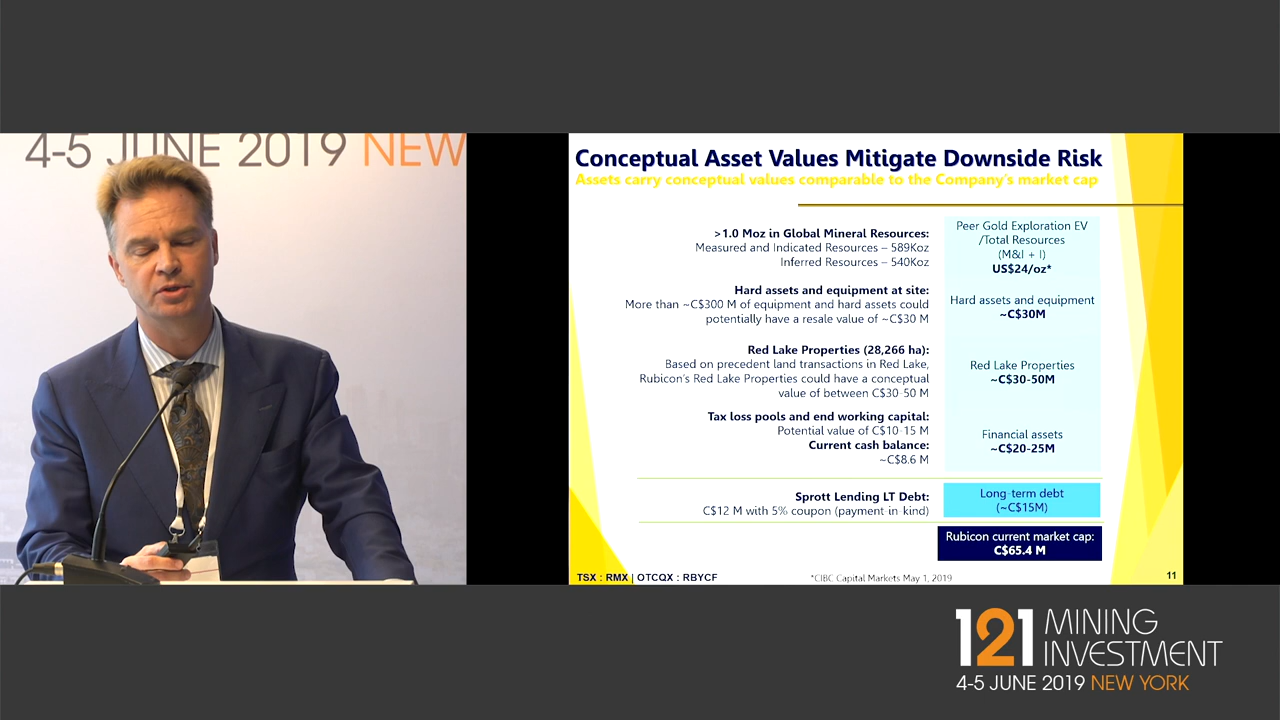 4-5 JUNE 2019 NEW
Conceptual Asset Values Mitigate Downside Risk
Assets carry conceptual values comparable to the Company's market cap
>1.0 Moz in Global Mineral Resources:
Measured and Indicated Resources – 589Koz
Inferred Resources – 540Koz
Peer Gold Exploration EV
/Total Resources
(M&I + I)
US$24/oz*
Hard assets and equipment at site:
More than ~C$300 M of equipment and hard assets could
potentially have a resale value of ~C$30 M
Hard assets and equipment
~C$30M
Red Lake Properties (28,266 ha):
Based on precedent land transactions in Red Lake,
Rubicon's Red Lake Properties could have a conceptual
value of between C$30-50 M
Red Lake Properties
~C$30-50M
Tax loss pools and end working capital:
Potential value of C$10-15 M
Current cash balance:
~C$8.6 M
Financial assets
~C$20-25M
Sprott Lending LT Debt:
C$12 M with 5% coupon (payment in-kind)
Long-term debt
(~C$15M)
Rubicon current market cap:
C$65.4 M
TSX : RMX | OTCQX : RBYCF
*CIBC Capital Markets May 1, 2019
11
121 MINING
INVESTMENT
4-5 JUNE 2019 NEW YORK